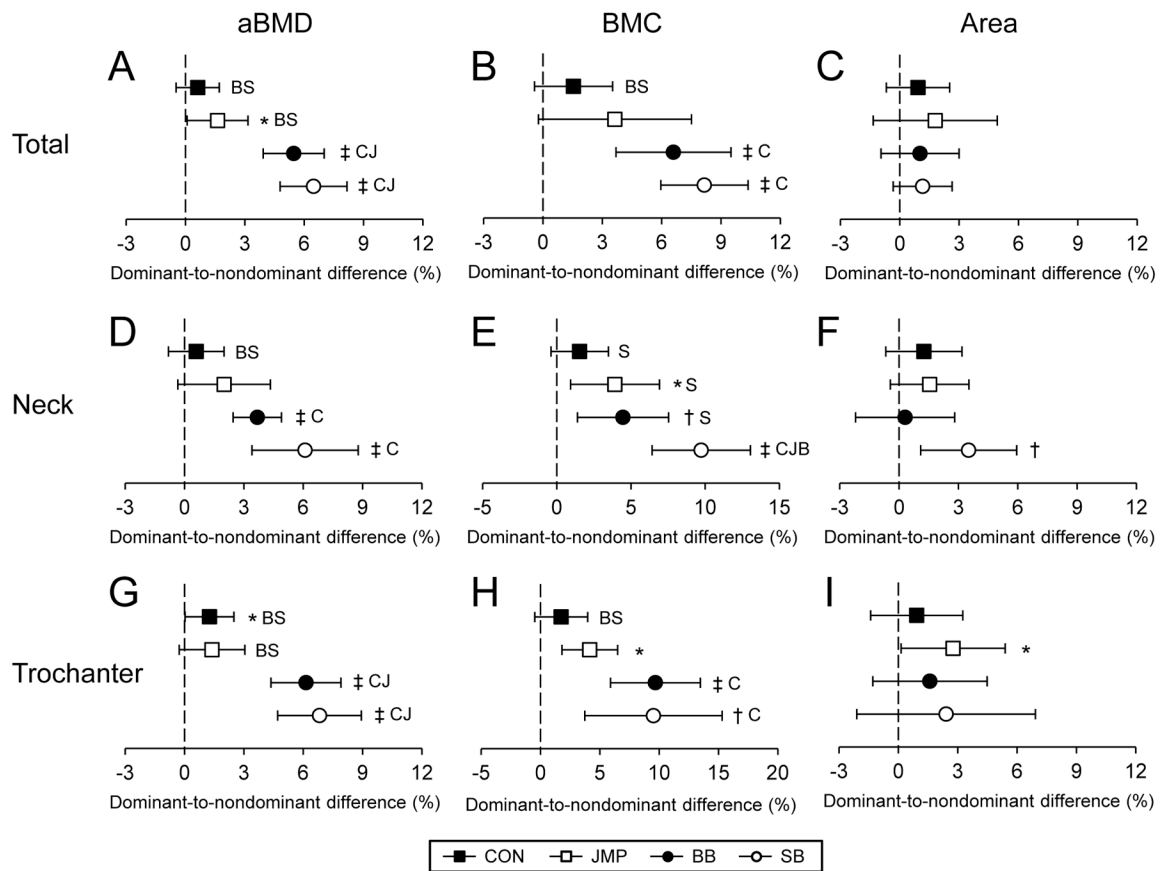 aBMD BMC Area
Total
A
BS
* BS
‡ CJ
‡ CJ
-3 0 3 6 9 12
Dominant-to-nondominant difference (%)
B
BS
‡ C
‡ C
-3 0 3 6 9 12
Dominant-to-nondominant difference (%)
C
-3 0 3 6 9 12
Dominant-to-nondominant difference (%)
Neck
D
BS
‡ C
‡ C
-3 0 3 6 9 12
Dominant-to-nondominant difference (%)
E
S
* S
† S
‡ CJB
-5 0 5 10 15
Dominant-to-nondominant difference (%)
F
†
-3 0 3 6 9 12
Dominant-to-nondominant difference (%)
Trochanter
G
* BS
BS
‡ CJ
‡ CJ
-3 0 3 6 9 12
Dominant-to-nondominant difference (%)
H
BS
*
‡ C
† C
-5 0 5 10 15 20
Dominant-to-nondominant difference (%)
I
*
-3 0 3 6 9 12
Dominant-to-nondominant difference (%)
CON JMP BB SB